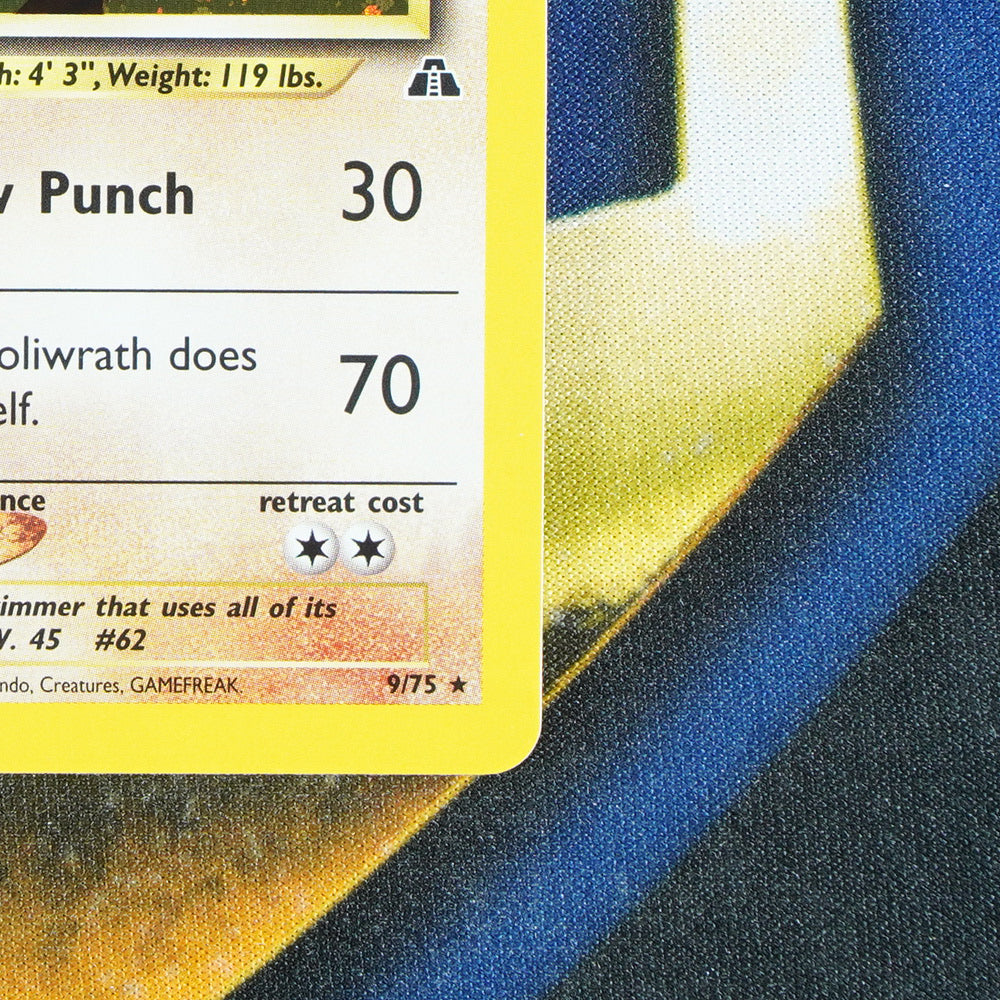 h: 4' 3", Weight: 119 lbs.
Punch 30
oliwrath does
elf.
70
nce retreat cost
immer that uses all of its
V. 45 #62
ndo, Creatures, GAMEFREAK.
9/75 ★